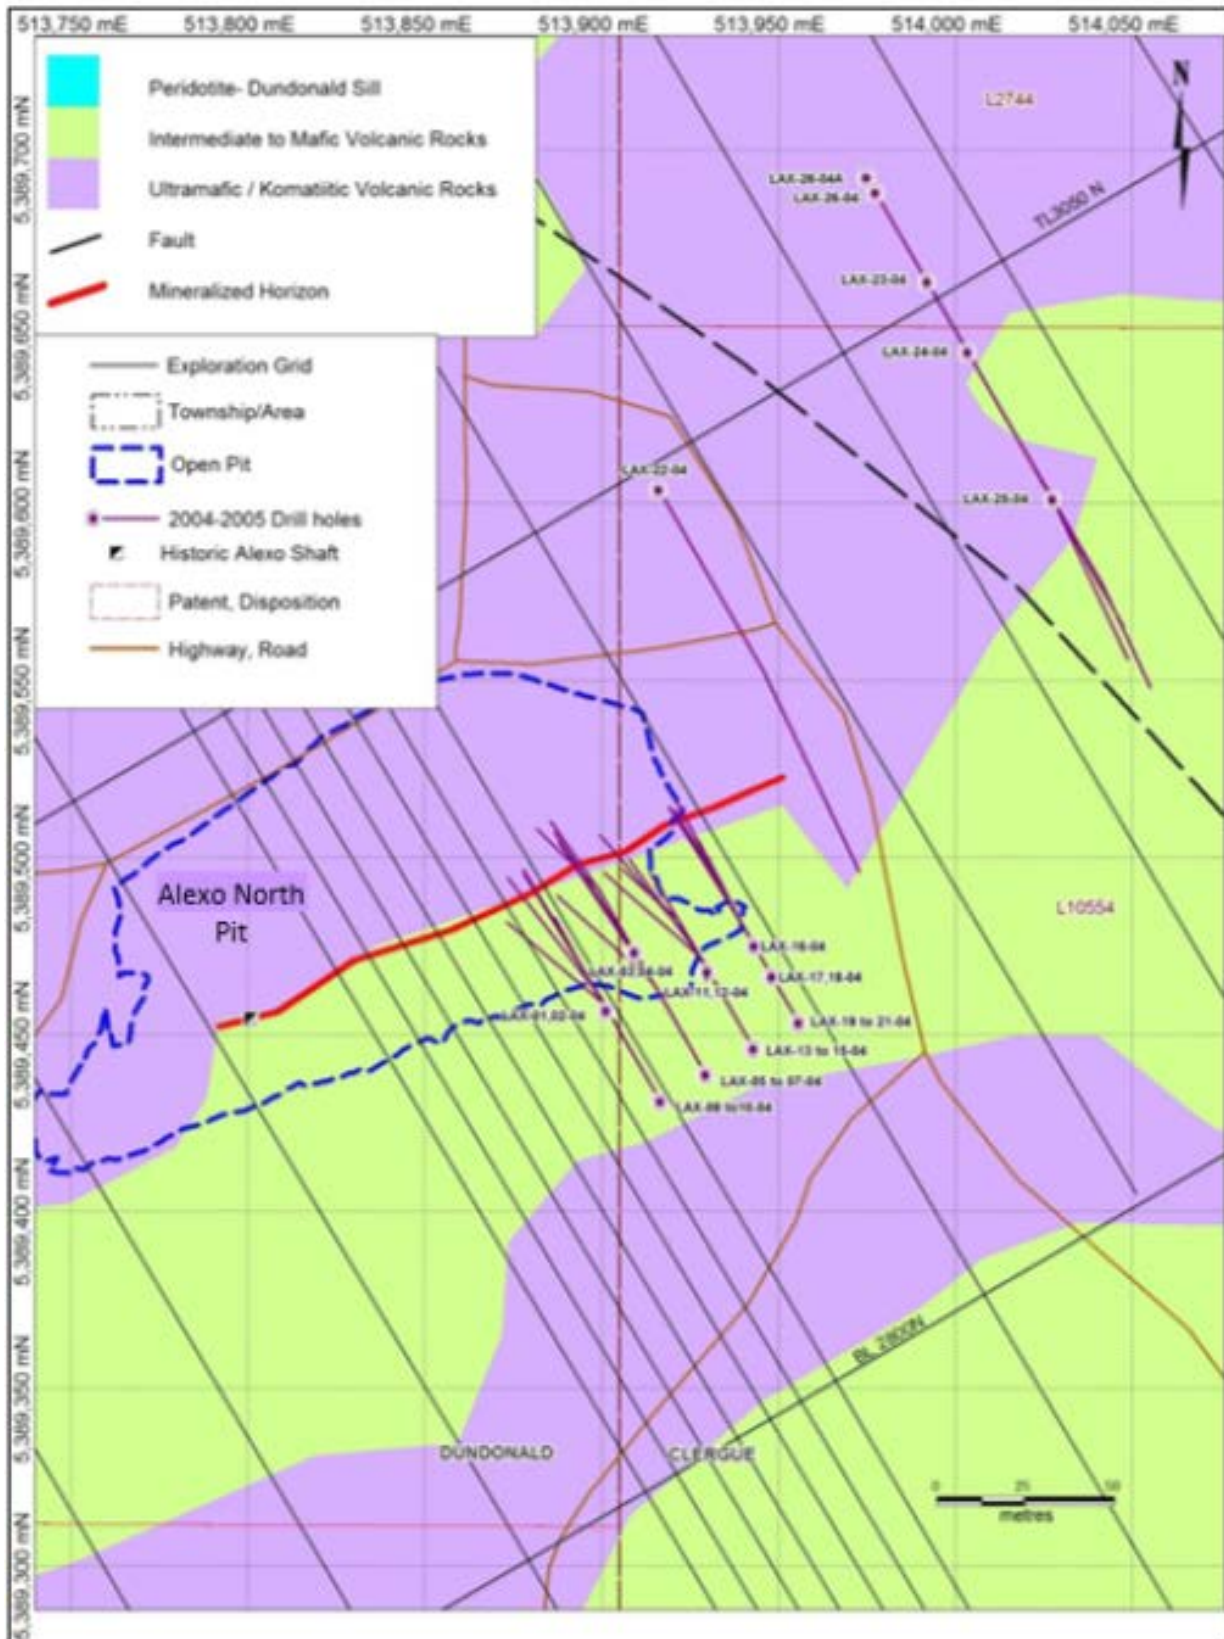 513,750 mE 513,800 mE 513,850 mE 513,900 mE 513,950 mE 514,000 mE 514,050 mE
Peridotite- Dundonald Sill
Intermediate to Mafic Volcanic Rocks
Ultramafic / Komatiitic Volcanic Rocks
Fault
Mineralized Horizon
Exploration Grid
Township/Area
Open Pit
2004-2005 Drill holes
Historic Alexo Shaft
Patent, Disposition
Highway, Road
N
L2744
TL3050 N
LAX-26-04A
LAX-26-04
LAX-23-04
LAX-24-04
LAX-22-04
LAX-25-04
5,389,700 mN
5,389,650 mN
5,389,600 mN
5,389,550 mN
5,389,500 mN
5,389,450 mN
5,389,400 mN
5,389,350 mN
5,389,300 mN
Alexo North
Pit
L10554
LAX-16-04
LAX-17,18-04
LAX-11,12-04
LAX-01,02-04
LAX-19 to 21-04
LAX-13 to 15-04
LAX-05 to 07-04
LAX-08 to10-04
BL 2800N
DUNDONALD CLERGUE
0 25 50
metres